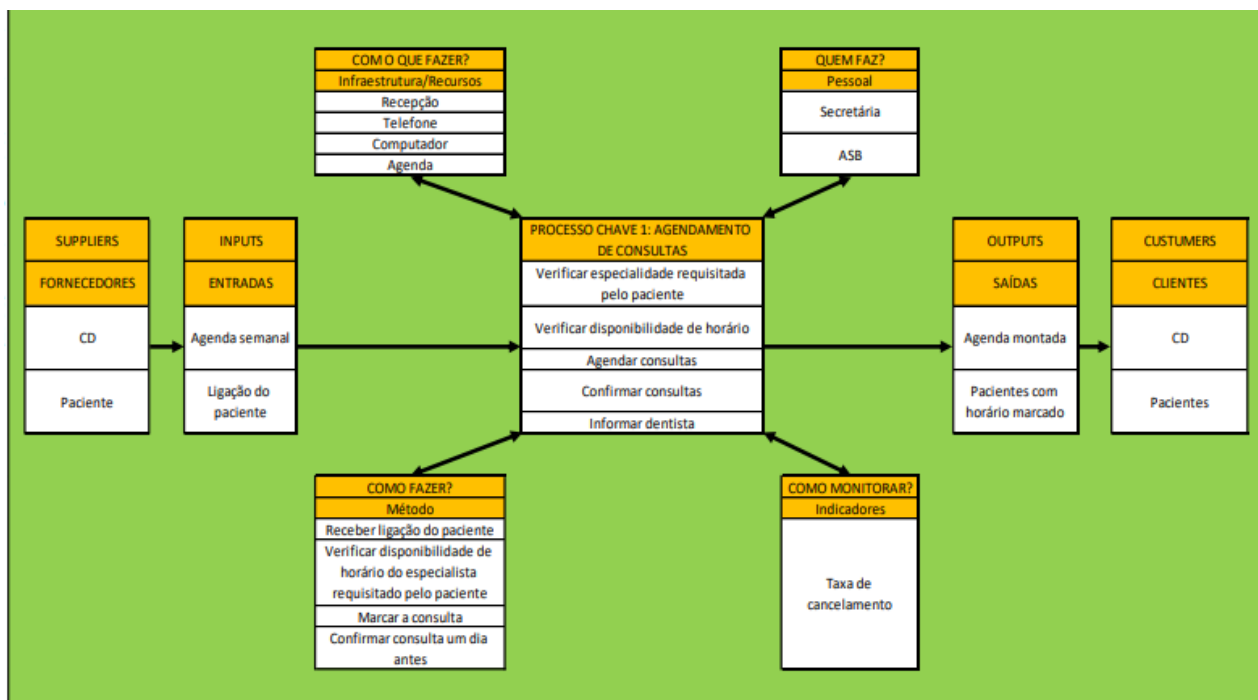 COM O QUE FAZER?
Infraestrutura/Recursos
Recepção
Telefone
Computador
Agenda
QUEM FAZ?
Pessoal
Secretária
ASB
SUPPLIERS
FORNECEDORES
CD
Paciente
INPUTS
ENTRADAS
Agenda semanal
Ligação do
paciente
PROCESSO CHAVE 1: AGENDAMENTO
DE CONSULTAS
Verificar especialidade requisitada
pelo paciente
Verificar disponibilidade de horário
Agendar consultas
Confirmar consultas
Informar dentista
OUTPUTS
SAÍDAS
Agenda montada
Pacientes com
horário marcado
CUSTUMERS
CLIENTES
CD
Pacientes
COMO FAZER?
Método
Receber ligação do paciente
Verificar disponibilidade de
horário do especialista
requisitado pelo paciente
Marcar a consulta
Confirmar consulta um dia
antes
COMO MONITORAR?
Indicadores
Taxa de
cancelamento